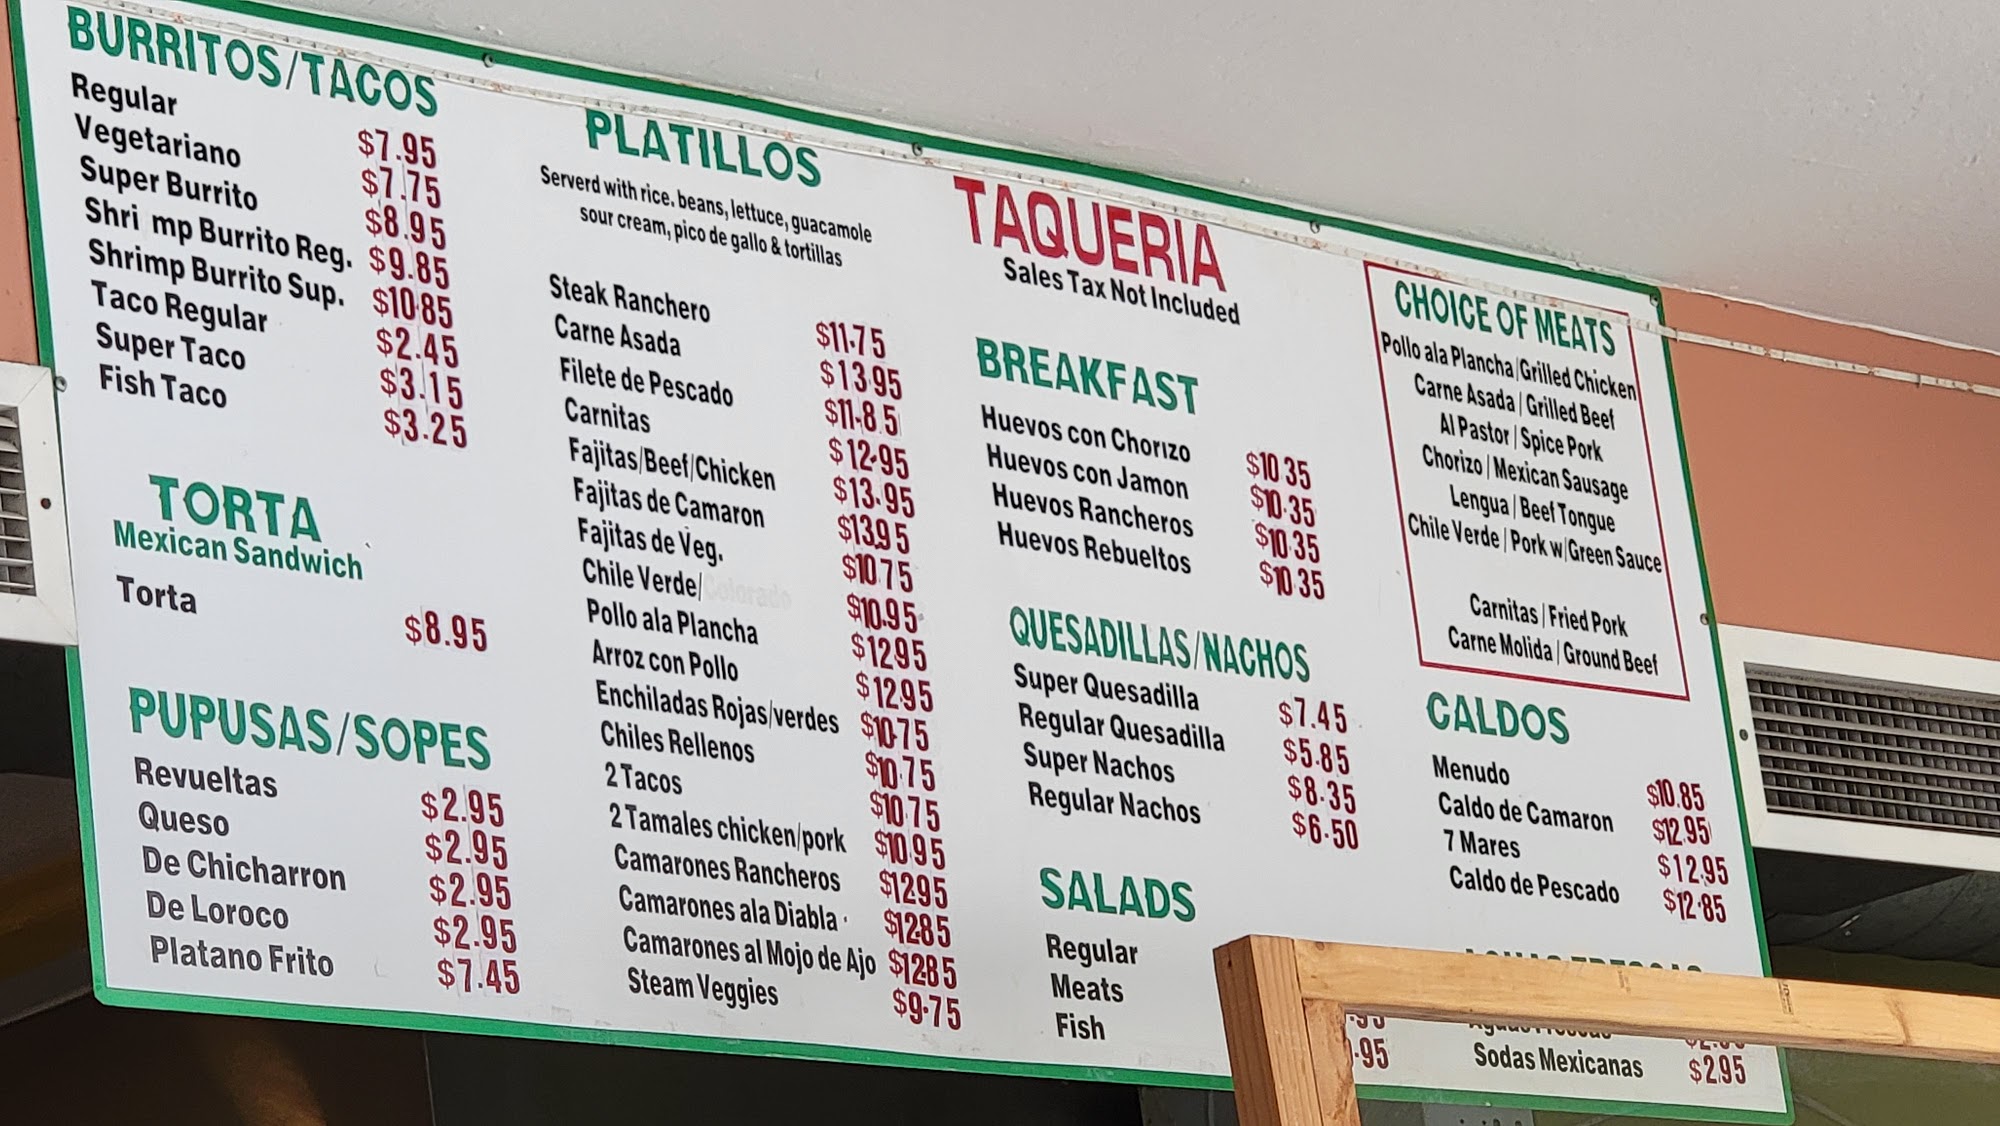 BURRITOS/TACOS
Regular $7.95
Vegetariano $7.75
Super Burrito $8.95
Shri mp Burrito Reg. $9.85
Shrimp Burrito Sup. $10.85
Taco Regular $2.45
Super Taco $3.15
Fish Taco $3.25
TORTA
Mexican Sandwich
Torta $8.95
PUPUSAS/SOPES
Revueltas $2.95
Queso $2.95
De Chicharron $2.95
De Loroco $2.95
Platano Frito $7.45
PLATILLOS
Serverd with rice. beans, lettuce, guacamole
sour cream, pico de gallo & tortillas
Steak Ranchero $11.75
Carne Asada $13.95
Filete de Pescado $11.85
Carnitas $12.95
Fajitas/Beef/Chicken $13.95
Fajitas de Camaron $13.95
Fajitas de Veg. $10.75
Chile Verde/Colorado $10.95
Pollo ala Plancha $12.95
Arroz con Pollo $12.95
Enchiladas Rojas/verdes $10.75
Chiles Rellenos $10.75
2 Tacos $10.75
2 Tamales chicken/pork $10.95
Camarones Rancheros $12.95
Camarones ala Diabla $12.85
Camarones al Mojo de Ajo $12.85
Steam Veggies $9.75
TAQUERIA
Sales Tax Not Included
BREAKFAST
Huevos con Chorizo $10.35
Huevos con Jamon $10.35
Huevos Rancheros $10.35
Huevos Rebueltos $10.35
QUESADILLAS/NACHOS
Super Quesadilla $7.45
Regular Quesadilla $5.85
Super Nachos $8.35
Regular Nachos $6.50
SALADS
Regular
Meats
Fish .95
CHOICE OF MEATS
Pollo ala Plancha/Grilled Chicken
Carne Asada/Grilled Beef
Al Pastor/Spice Pork
Chorizo/Mexican Sausage
Lengua/Beef Tongue
Chile Verde/Pork w/Green Sauce
Carnitas/Fried Pork
Carne Molida/Ground Beef
CALDOS
Menudo $10.85
Caldo de Camaron $12.95
7 Mares $12.95
Caldo de Pescado $12.85
Sodas Mexicanas $2.95